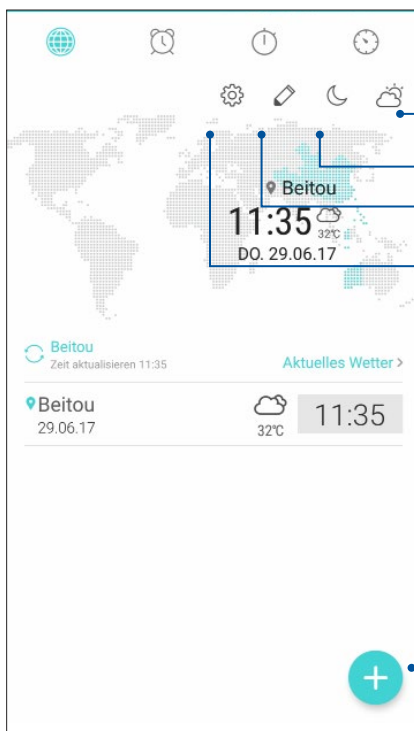 Beitou
11:35
32°C
DO. 29.06.17
Beitou
Zeit aktualisieren 11:35
Aktuelles Wetter >
Beitou
29.06.17
32°C
11:35